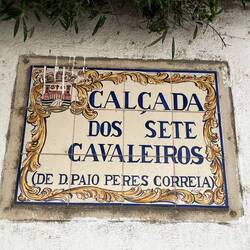 CALÇADA
DOS SETE
CAVALEIROS
(DE D. PAIO PERES CORREIA)